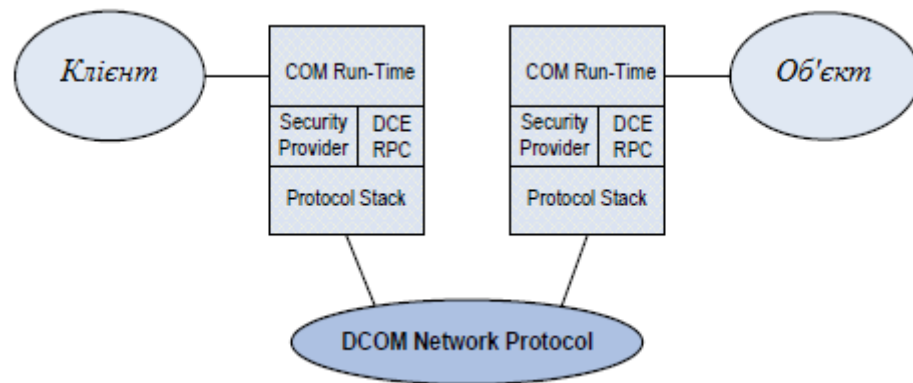 Клієнт
COM Run-Time
Security
Provider
DCE
RPC
Protocol Stack
COM Run-Time
Security
Provider
DCE
RPC
Protocol Stack
Об'єкт
DCOM Network Protocol